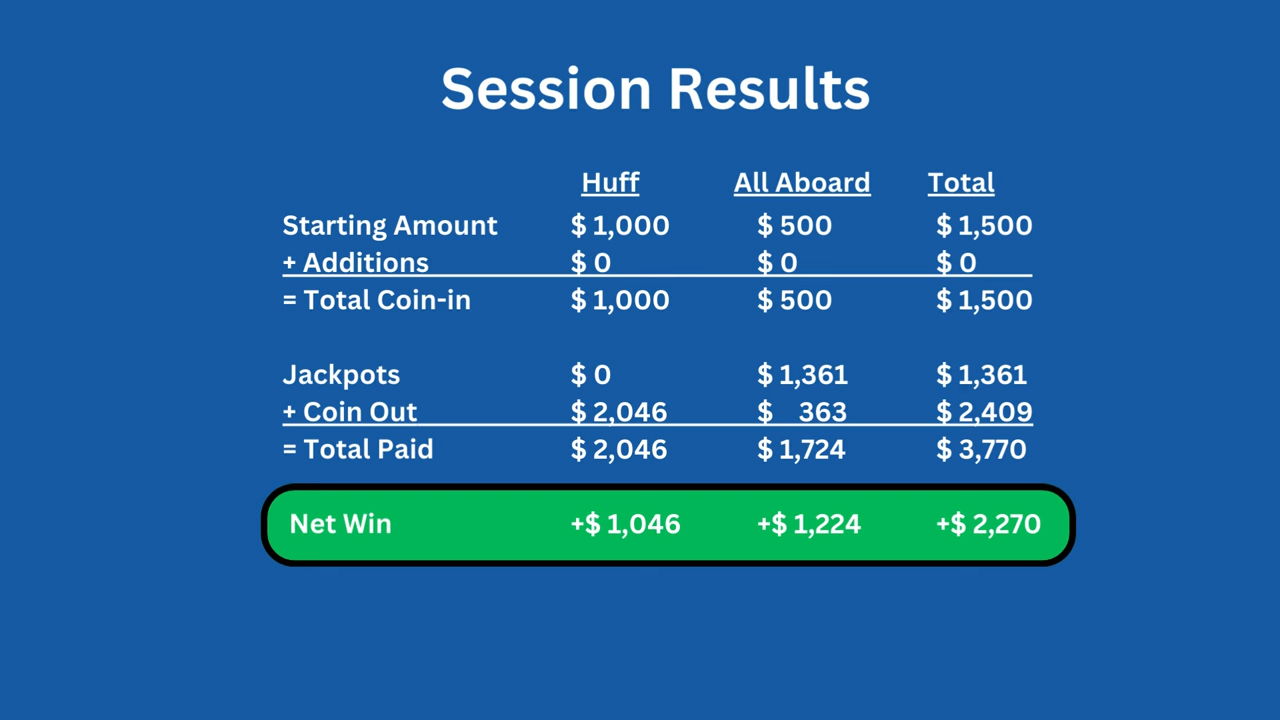 Session Results
Huff All Aboard Total
Starting Amount $ 1,000 $ 500 $ 1,500
+ Additions $ 0 $ 0 $ 0
= Total Coin-in $ 1,000 $ 500 $ 1,500
Jackpots $ 0 $ 1,361 $ 1,361
+ Coin Out $ 2,046 $ 363 $ 2,409
= Total Paid $ 2,046 $ 1,724 $ 3,770
Net Win +$ 1,046 +$ 1,224 +$ 2,270